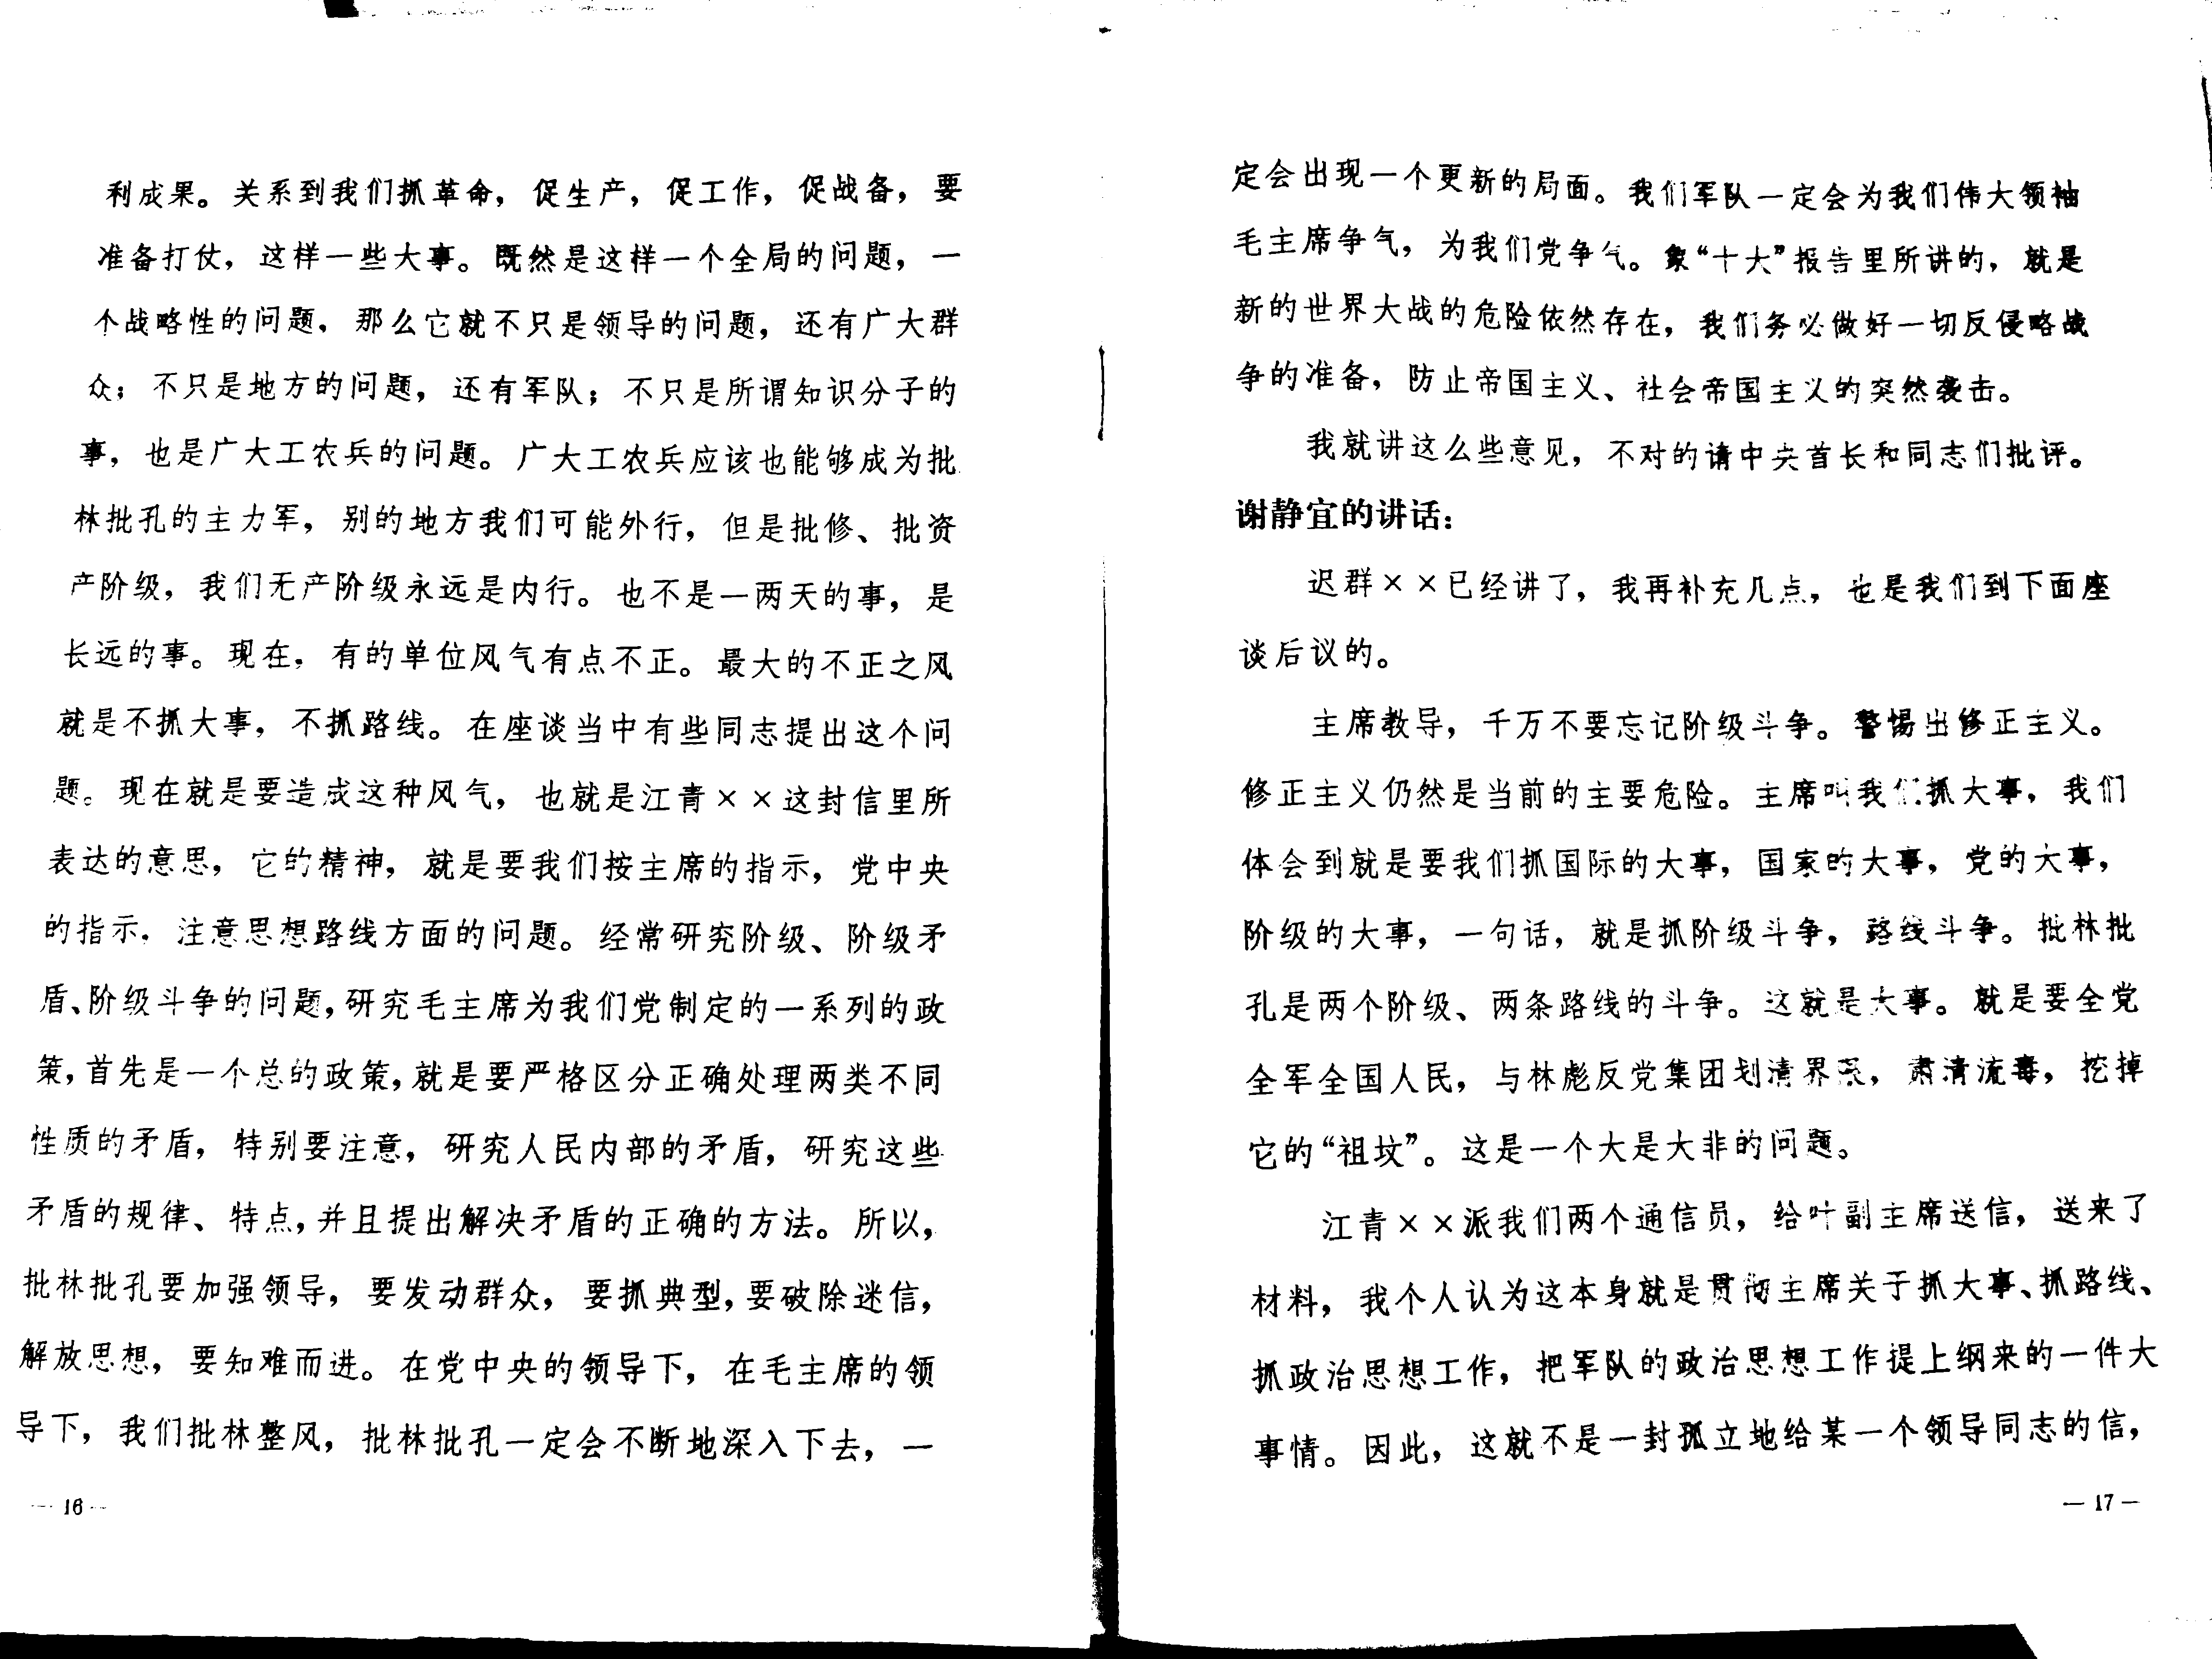 利成果。关系到我们抓革命，促生产，促工作，促战备，要
准备打仗，这样一些大事。既然是这样一个全局的问题，一
个战略性的问题，那么它就不只是领导的问题，还有广大群
众；不只是地方的问题，还有军队；不只是所谓知识分子的
事，也是广大工农兵的问题。广大工农兵应该也能够成为批
林批孔的主力军，别的地方我们可能外行，但是批修、批资
产阶级，我们无产阶级永远是内行。也不是一两天的事，是
长远的事。现在，有的单位风气有点不正。最大的不正之风
就是不抓大事，不抓路线。在座谈当中有些同志提出这个问
题。现在就是要造成这种风气，也就是江青××这封信里所
表达的意思，它的精神，就是要我们按主席的指示，党中央
的指示，注意思想路线方面的问题。经常研究阶级、阶级矛
盾、阶级斗争的问题，研究毛主席为我们党制定的一系列的政
策，首先是一个总的政策，就是要严格区分正确处理两类不同
性质的矛盾，特别要注意，研究人民内部的矛盾，研究这些
矛盾的规律、特点，并且提出解决矛盾的正确的方法。所以，
批林批孔要加强领导，要发动群众，要抓典型，要破除迷信，
解放思想，要知难而进。在党中央的领导下，在毛主席的领
导下，我们批林整风，批林批孔一定会不断地深入下去，一
— 16 —
定会出现一个更新的局面。我们军队一定会为我们伟大领袖
毛主席争气，为我们党争气。象“十大”报告里所讲的，就是
新的世界大战的危险依然存在，我们务必做好一切反侵略战
争的准备，防止帝国主义、社会帝国主义的突然袭击。
我就讲这么些意见，不对的请中央首长和同志们批评。
谢静宜的讲话：
迟群××已经讲了，我再补充几点，也是我们到下面座
谈后议的。
主席教导，千万不要忘记阶级斗争。警惕出修正主义。
修正主义仍然是当前的主要危险。主席叫我们抓大事，我们
体会到就是要我们抓国际的大事，国家的大事，党的大事，
阶级的大事，一句话，就是抓阶级斗争，路线斗争。批林批
孔是两个阶级、两条路线的斗争。这就是大事。就是要全党
全军全国人民，与林彪反党集团划清界线，肃清流毒，挖掉
它的“祖坟”。这是一个大是大非的问题。
江青××派我们两个通信员，给叶副主席送信，送来了
材料，我个人认为这本身就是贯彻主席关于抓大事、抓路线、
抓政治思想工作，把军队的政治思想工作提上纲来的一件大
事情。因此，这就不是一封孤立地给某一个领导同志的信，
— 17 —